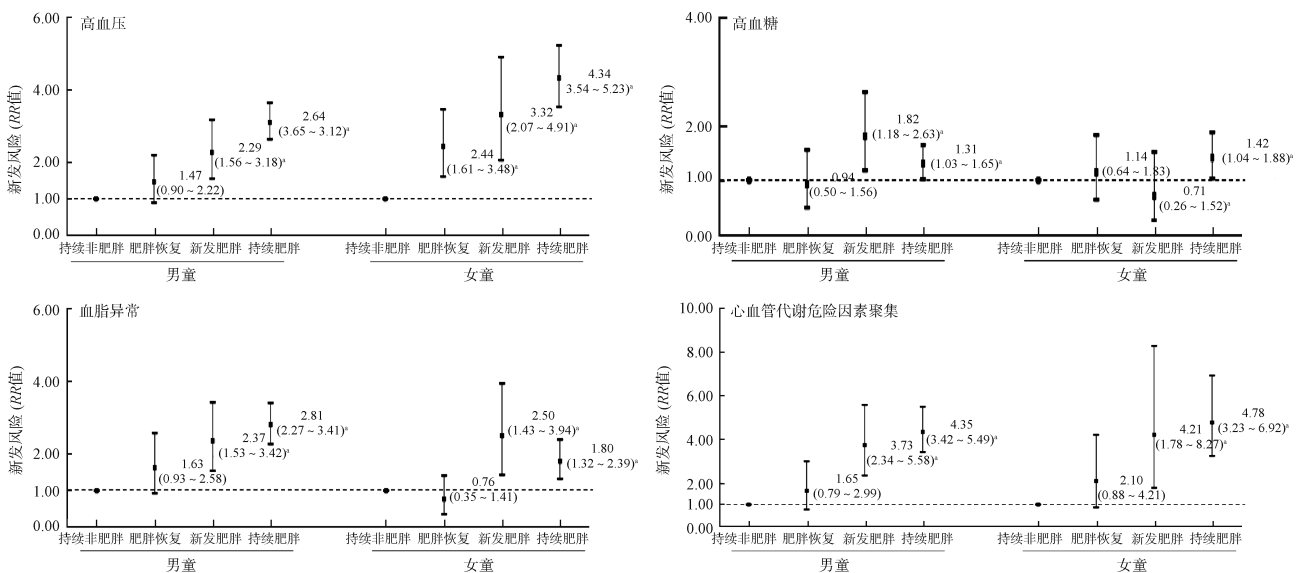 高血压
新发风险 (RR值)
6.00
4.00
2.00
1.00
0.00
1.47
(0.90 ~ 2.22)
2.29
(1.56 ~ 3.18)ᵃ
2.64
(3.65 ~ 3.12)ᵃ
2.44
(1.61 ~ 3.48)ᵃ
3.32
(2.07 ~ 4.91)ᵃ
4.34
3.54 ~ 5.23)ᵃ
持续非肥胖 肥胖恢复 新发肥胖 持续肥胖
持续非肥胖 肥胖恢复 新发肥胖 持续肥胖
男童
女童
高血糖
新发风险 (RR值)
4.00
2.00
1.00
0.00
0.94
(0.50 ~ 1.56)
1.82
(1.18 ~ 2.63)ᵃ
1.31
(1.03 ~ 1.65)ᵃ
1.14
(0.64 ~ 1.83)
0.71
(0.26 ~ 1.52)ᵃ
1.42
(1.04 ~ 1.88)ᵃ
持续非肥胖 肥胖恢复 新发肥胖 持续肥胖
持续非肥胖 肥胖恢复 新发肥胖 持续肥胖
男童
女童
血脂异常
新发风险 (RR值)
6.00
4.00
2.00
1.00
0.00
1.63
(0.93 ~ 2.58)
2.37
(1.53 ~ 3.42)ᵃ
2.81
(2.27 ~ 3.41)ᵃ
0.76
(0.35 ~ 1.41)
2.50
(1.43 ~ 3.94)ᵃ
1.80
(1.32 ~ 2.39)ᵃ
持续非肥胖 肥胖恢复 新发肥胖 持续肥胖
持续非肥胖 肥胖恢复 新发肥胖 持续肥胖
男童
女童
心血管代谢危险因素聚集
新发风险 (RR值)
10.00
8.00
6.00
4.00
2.00
1.00
0.00
1.65
(0.79 ~ 2.99)
3.73
(2.34 ~ 5.58)ᵃ
4.35
(3.42 ~ 5.49)ᵃ
2.10
(0.88 ~ 4.21)
4.21
(1.78 ~ 8.27)ᵃ
4.78
(3.23 ~ 6.92)ᵃ
持续非肥胖 肥胖恢复 新发肥胖 持续肥胖
持续非肥胖 肥胖恢复 新发肥胖 持续肥胖
男童
女童